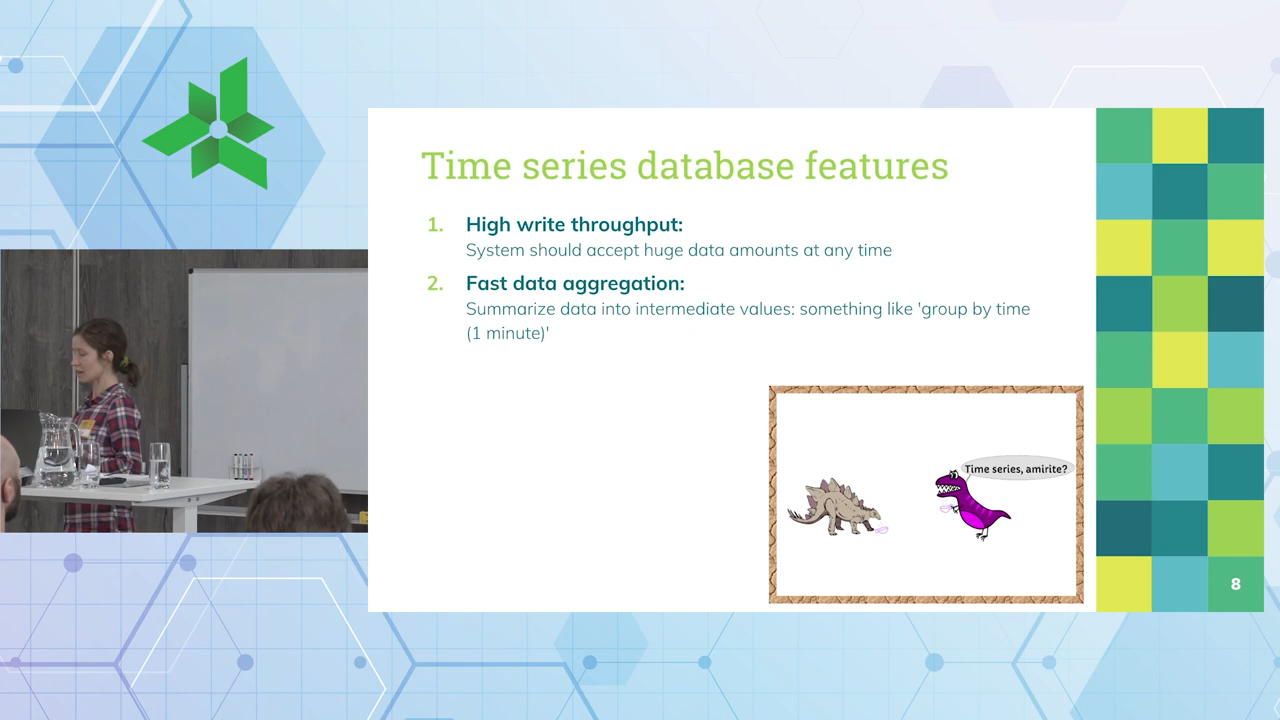 Time series database features
1. High write throughput:
System should accept huge data amounts at any time
2. Fast data aggregation:
Summarize data into intermediate values: something like 'group by time
(1 minute)'
Time series, amirite?
8